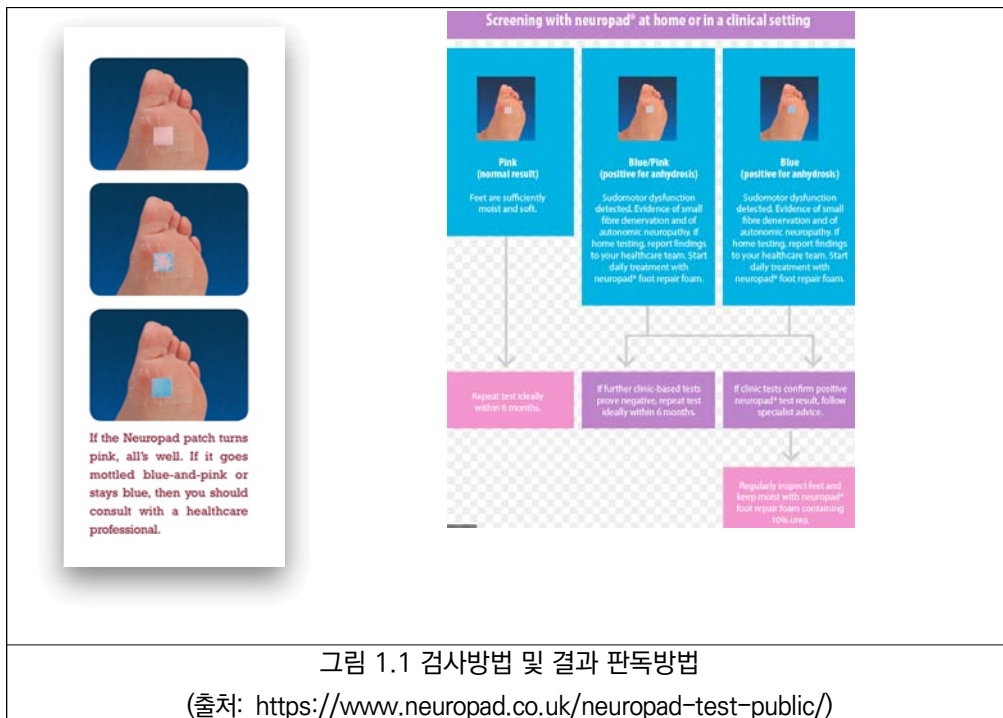 If the Neuropad patch turns
pink, all's well. If it goes
mottled blue-and-pink or
stays blue, then you should
consult with a healthcare
professional.
Screening with neuropad® at home or in a clinical setting
Pink
(normal result)
Feet are sufficiently
moist and soft.
Blue/Pink
(positive for anhydrosis)
Sudomotor dysfunction
detected. Evidence of small
fibre denervation and of
autonomic neuropathy. If
home testing, report findings
to your healthcare team. Start
daily treatment with
neuropad® foot repair foam.
Blue
(positive for anhydrosis)
Sudomotor dysfunction
detected. Evidence of small
fibre denervation and of
autonomic neuropathy. If
home testing, report findings
to your healthcare team. Start
daily treatment with
neuropad® foot repair foam.
Repeat test ideally
within 6 months.
If further clinic-based tests
prove negative, repeat test
ideally within 6 months.
If clinic tests confirm positive
neuropad® test result, follow
specialist advice.
Regularly inspect feet and
keep moist with neuropad®
foot repair foam containing
10% urea.
그림 1.1 검사방법 및 결과 판독방법
(출처: https://www.neuropad.co.uk/neuropad-test-public/)